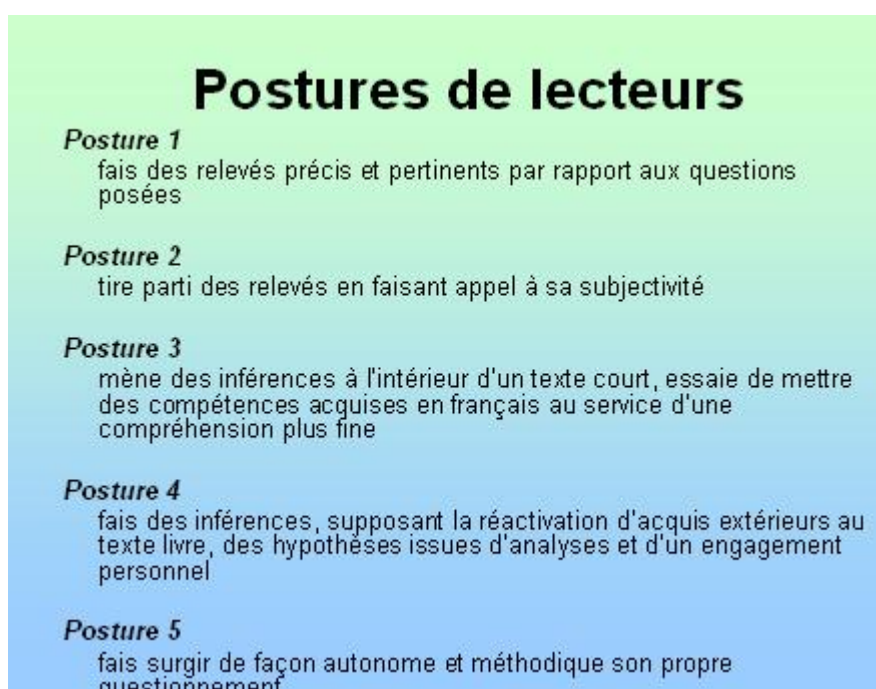 Postures de lecteurs
Posture 1
fais des relevés précis et pertinents par rapport aux questions
posées
Posture 2
tire parti des relevés en faisant appel à sa subjectivité
Posture 3
mène des inférences à l'intérieur d'un texte court, essaie de mettre
des compétences acquises en français au service d'une
compréhension plus fine
Posture 4
fais des inférences, supposant la réactivation d'acquis extérieurs au
texte livre, des hypothèses issues d'analyses et d'un engagement
personnel
Posture 5
fais surgir de façon autonome et méthodique son propre
questionnement